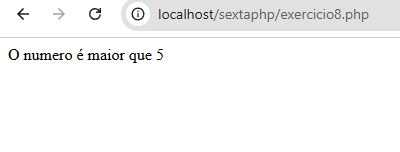 localhost/sextaphp/exercicio8.php
O numero é maior que 5